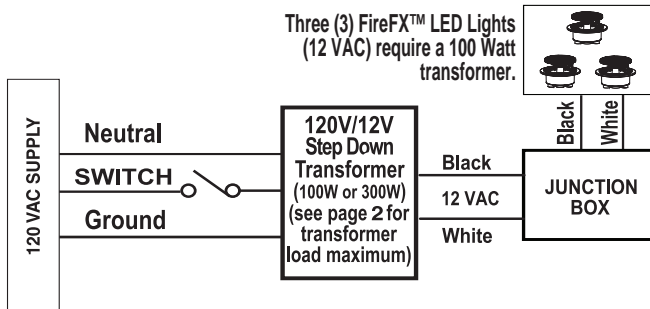 Three (3) FireFX™ LED Lights
(12 VAC) require a 100 Watt
transformer.
Black
White
120 VAC SUPPLY
Neutral
SWITCH
Ground
120V/12V
Step Down
Transformer
(100W or 300W)
(see page 2 for
transformer
load maximum)
Black
12 VAC
White
JUNCTION
BOX